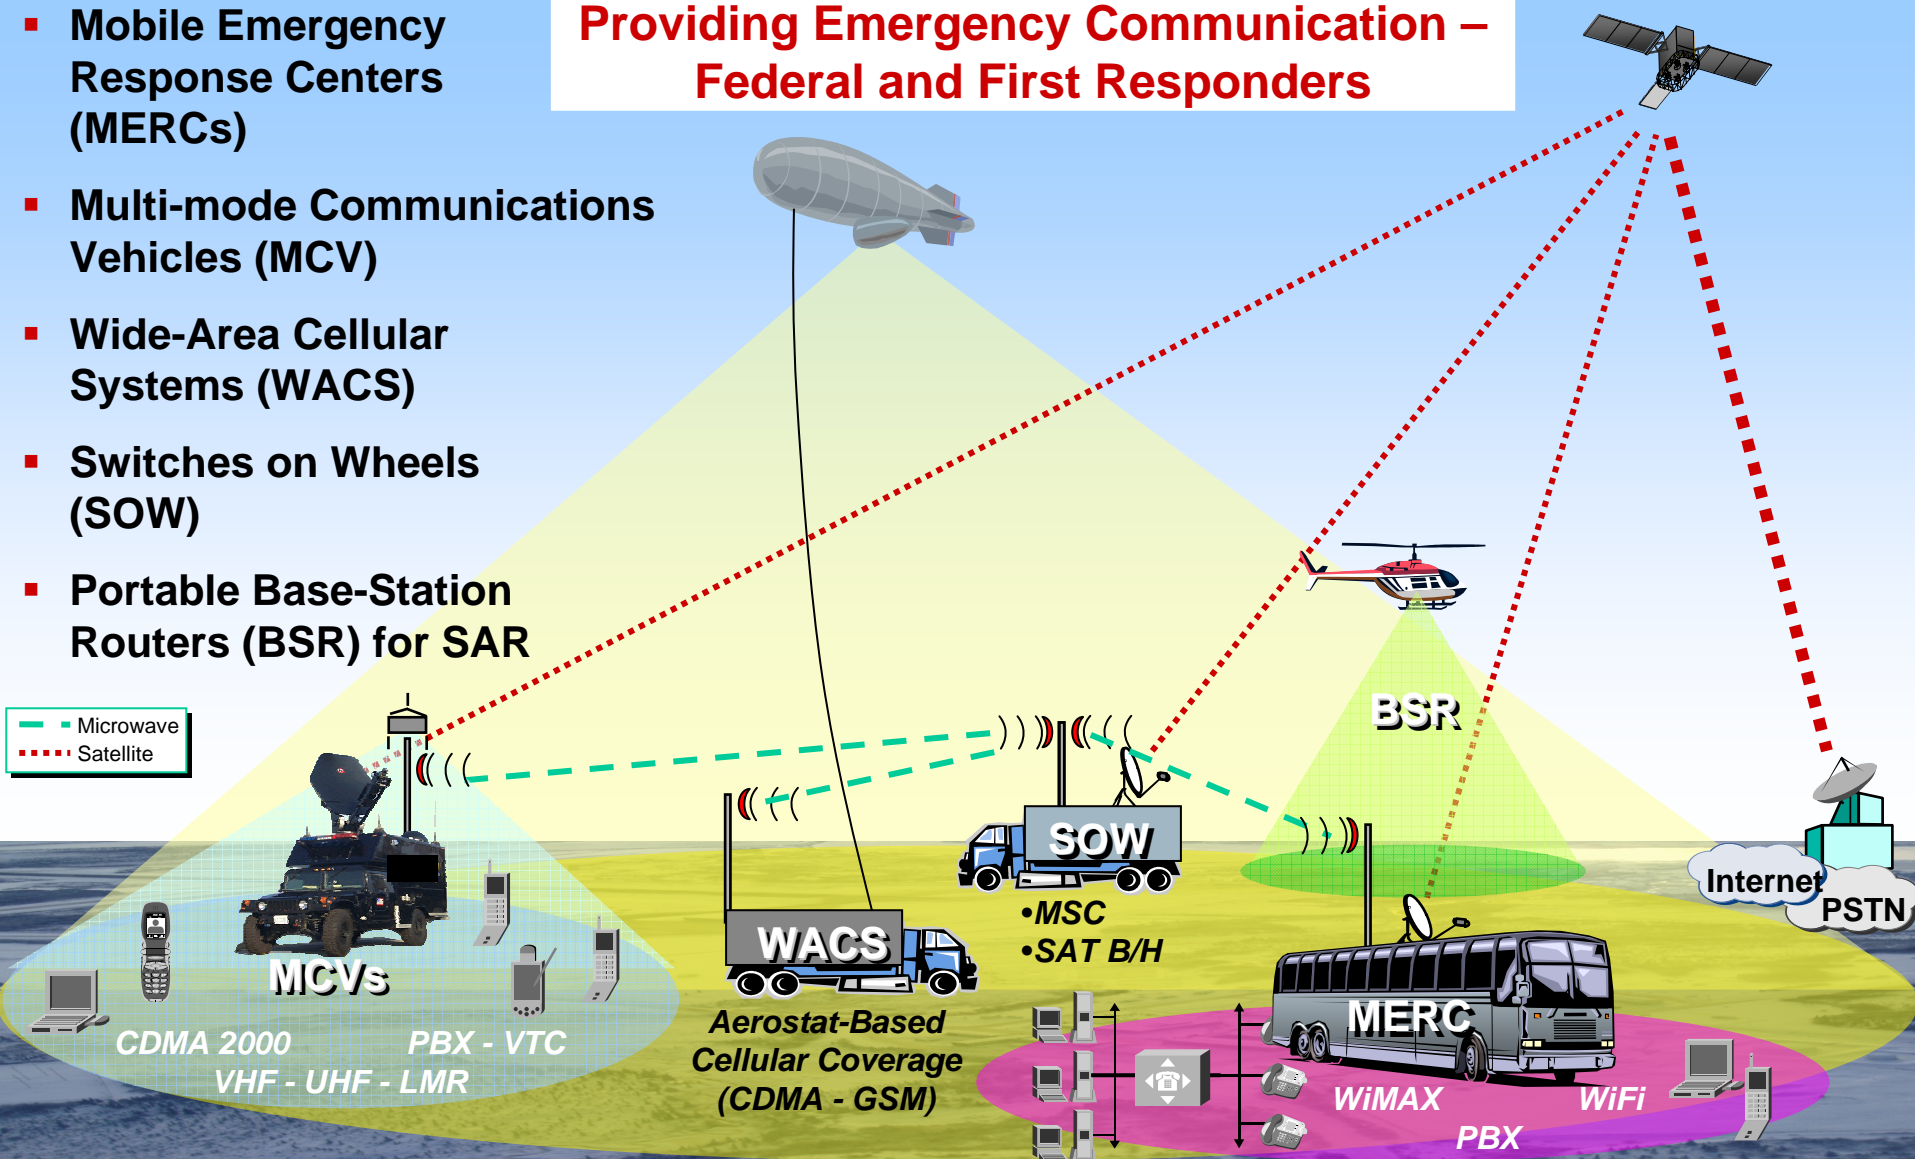 Providing Emergency Communication –
Federal and First Responders
▪ Mobile Emergency
Response Centers
(MERCs)
▪ Multi-mode Communications
Vehicles (MCV)
▪ Wide-Area Cellular
Systems (WACS)
▪ Switches on Wheels
(SOW)
▪ Portable Base-Station
Routers (BSR) for SAR
Microwave
Satellite
BSR
SOW
•MSC
•SAT B/H
Internet
PSTN
WACS
Aerostat-Based
Cellular Coverage
(CDMA - GSM)
MCVs
CDMA 2000
PBX - VTC
VHF - UHF - LMR
MERC
WiMAX
WiFi
PBX